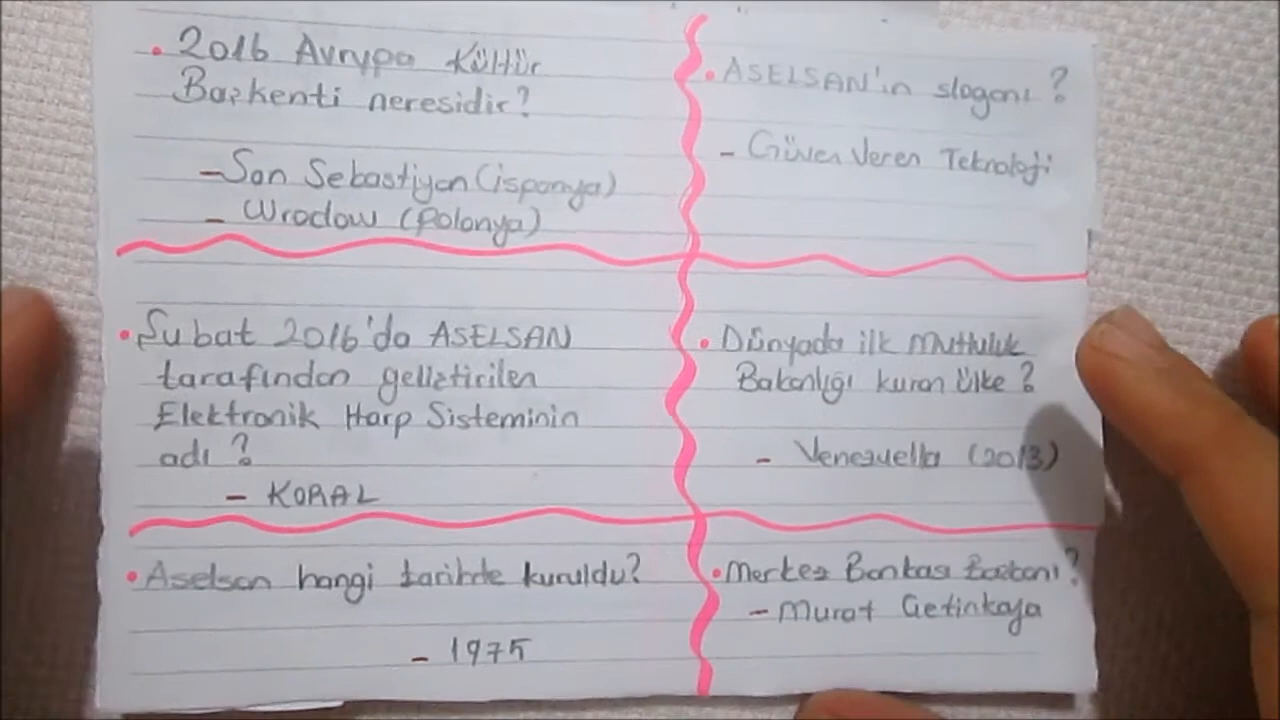 • 2016 Avrupa Kültür
Başkenti neresidir?
- San Sebastiyan (ispanya)
- Wroclow (Polonya)
• ASELSAN'ın sloganı ?
- Güven Veren Teknoloji
• Şubat 2016'da ASELSAN
tarafından geliştirilen
Elektronik Harp Sisteminin
adı ?
- KORAL
• Dünyada ilk Mutluluk
Bakanlığı kuran ülke ?
- Venezuella (2013)
• Aselsan hangi tarihte kuruldu?
- 1975
• Merkez Bankası Başkanı ?
- Murat Çetinkaya